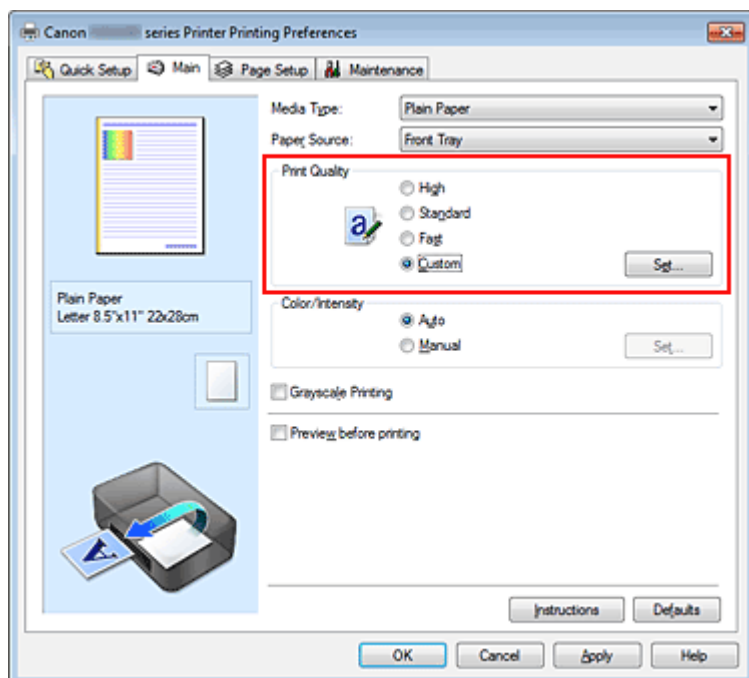 Canon series Printer Printing Preferences
Quick Setup Main Page Setup Maintenance
Media Type: Plain Paper
Paper Source: Front Tray
Print Quality
High
Standard
Fast
Custom Set...
Plain Paper
Letter 8.5"x11" 22x28cm
Color/Intensity
Auto
Manual Set...
Grayscale Printing
Preview before printing
Instructions Defaults
OK Cancel Apply Help